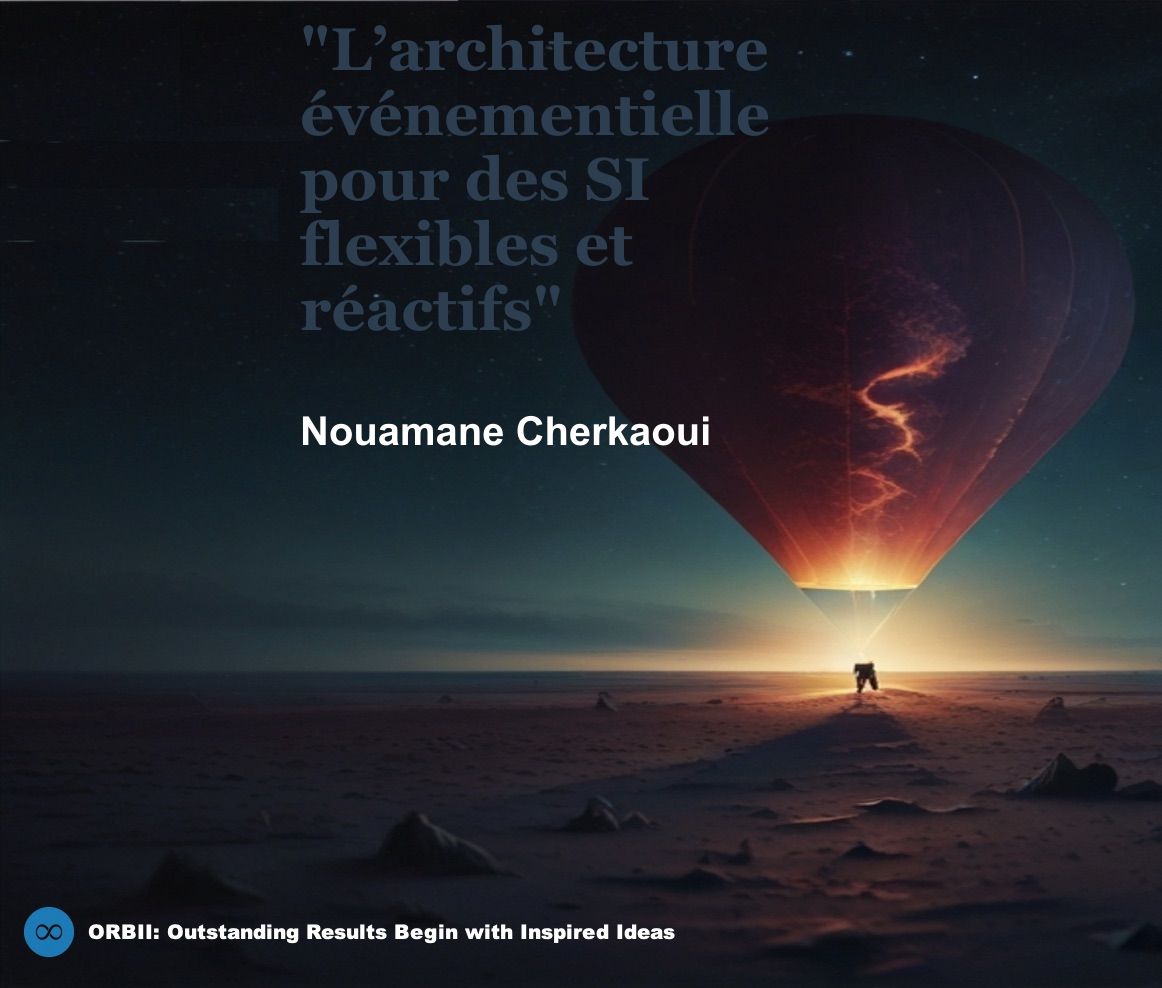 "L’architecture
événementielle
pour des SI
flexibles et
réactifs"
Nouamane Cherkaoui
ORBII: Outstanding Results Begin with Inspired Ideas